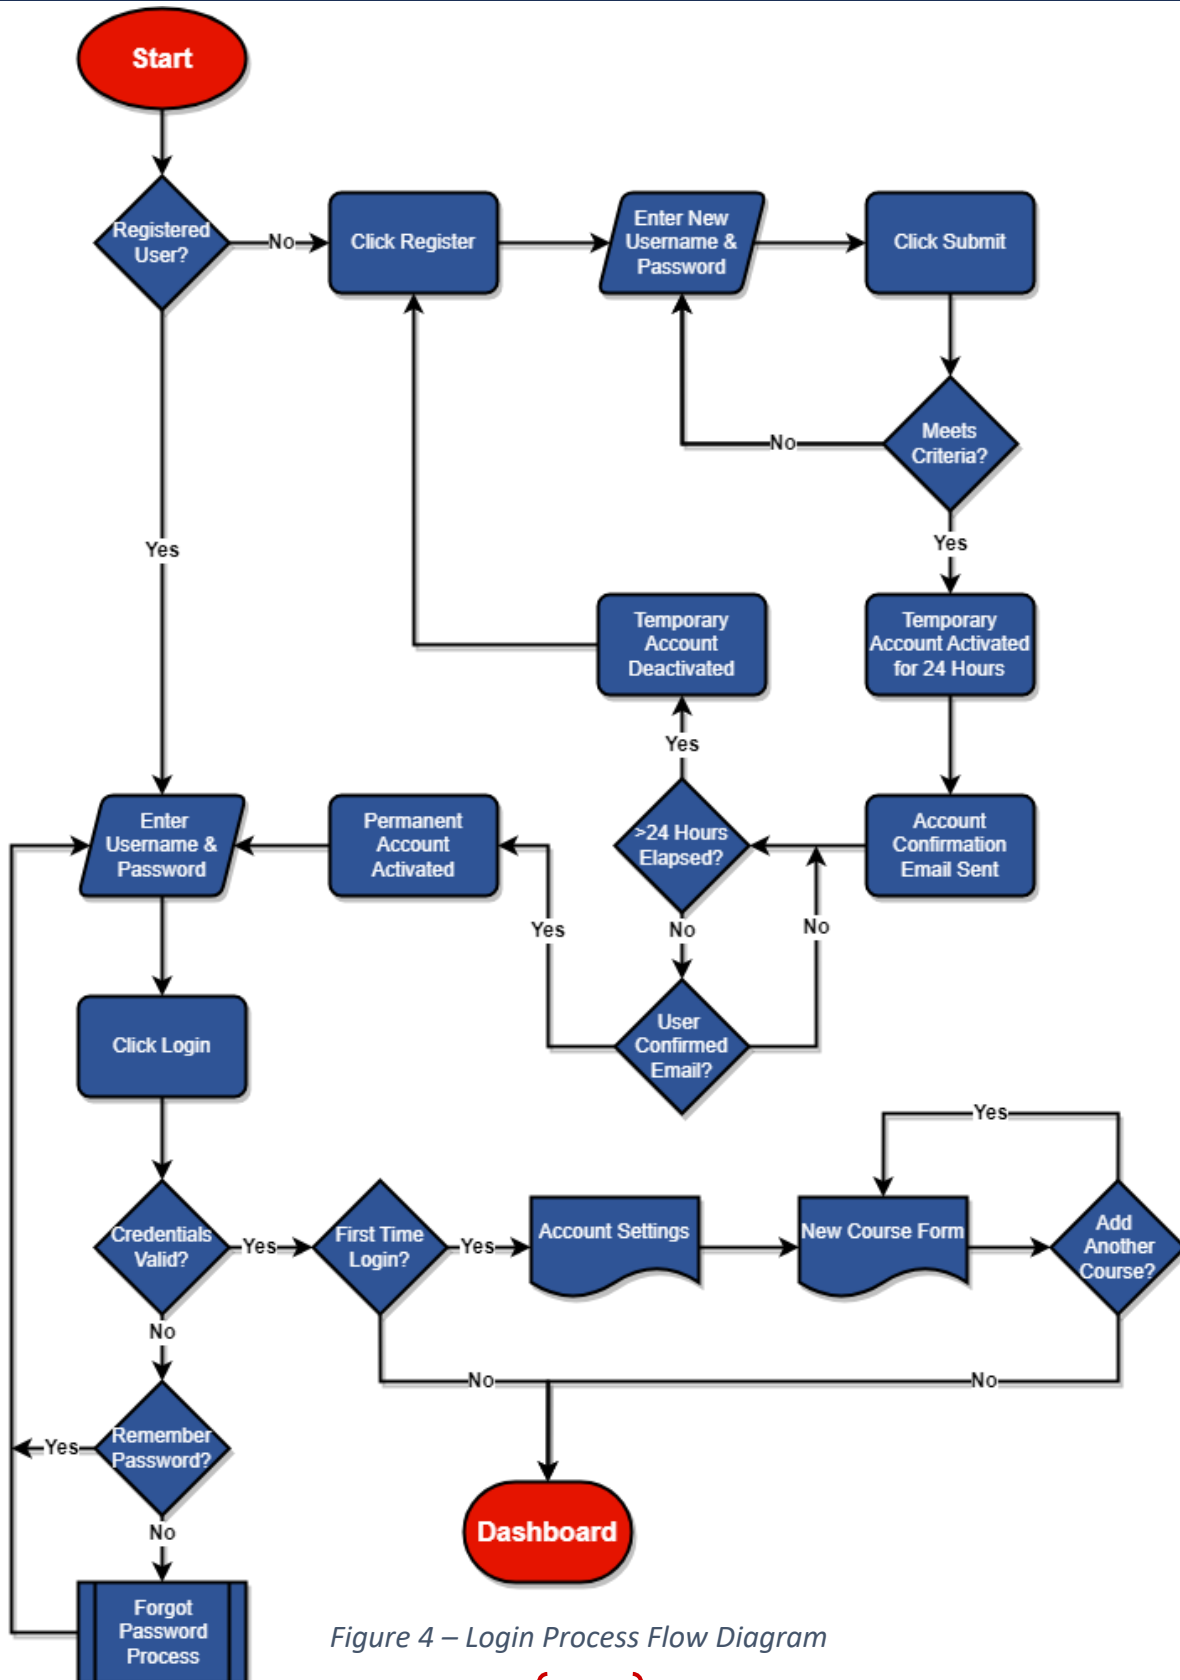 Start
Registered
User?
No
Click Register
Enter New
Username &
Password
Click Submit
Meets
Criteria?
No
Yes
Yes
Temporary
Account
Deactivated
Temporary
Account Activated
for 24 Hours
Yes
Enter
Username &
Password
Permanent
Account
Activated
>24 Hours
Elapsed?
Account
Confirmation
Email Sent
Yes
No
No
Click Login
User
Confirmed
Email?
Yes
Credentials
Valid?
Yes
First Time
Login?
Yes
Account Settings
New Course Form
Add
Another
Course?
No
No
No
Remember
Password?
Yes
No
Dashboard
Forgot
Password
Process
Figure 4 – Login Process Flow Diagram